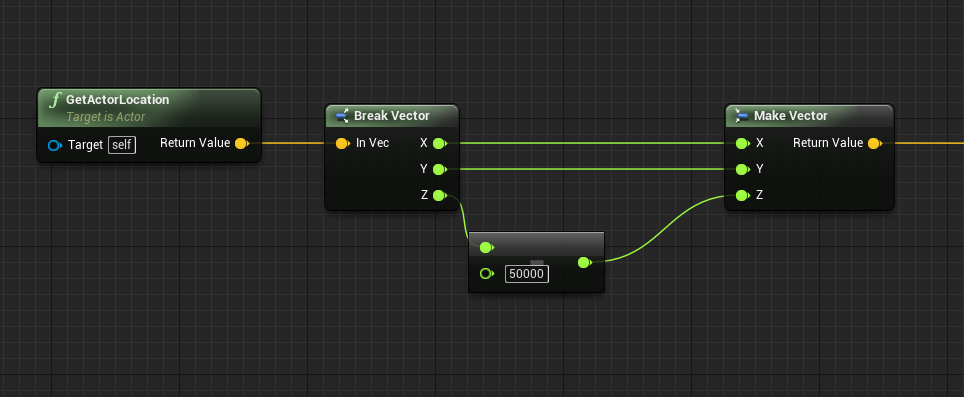 GetActorLocation
Target is Actor
Target self Return Value
Break Vector
In Vec X
Y
Z
50000
Make Vector
X Return Value
Y
Z